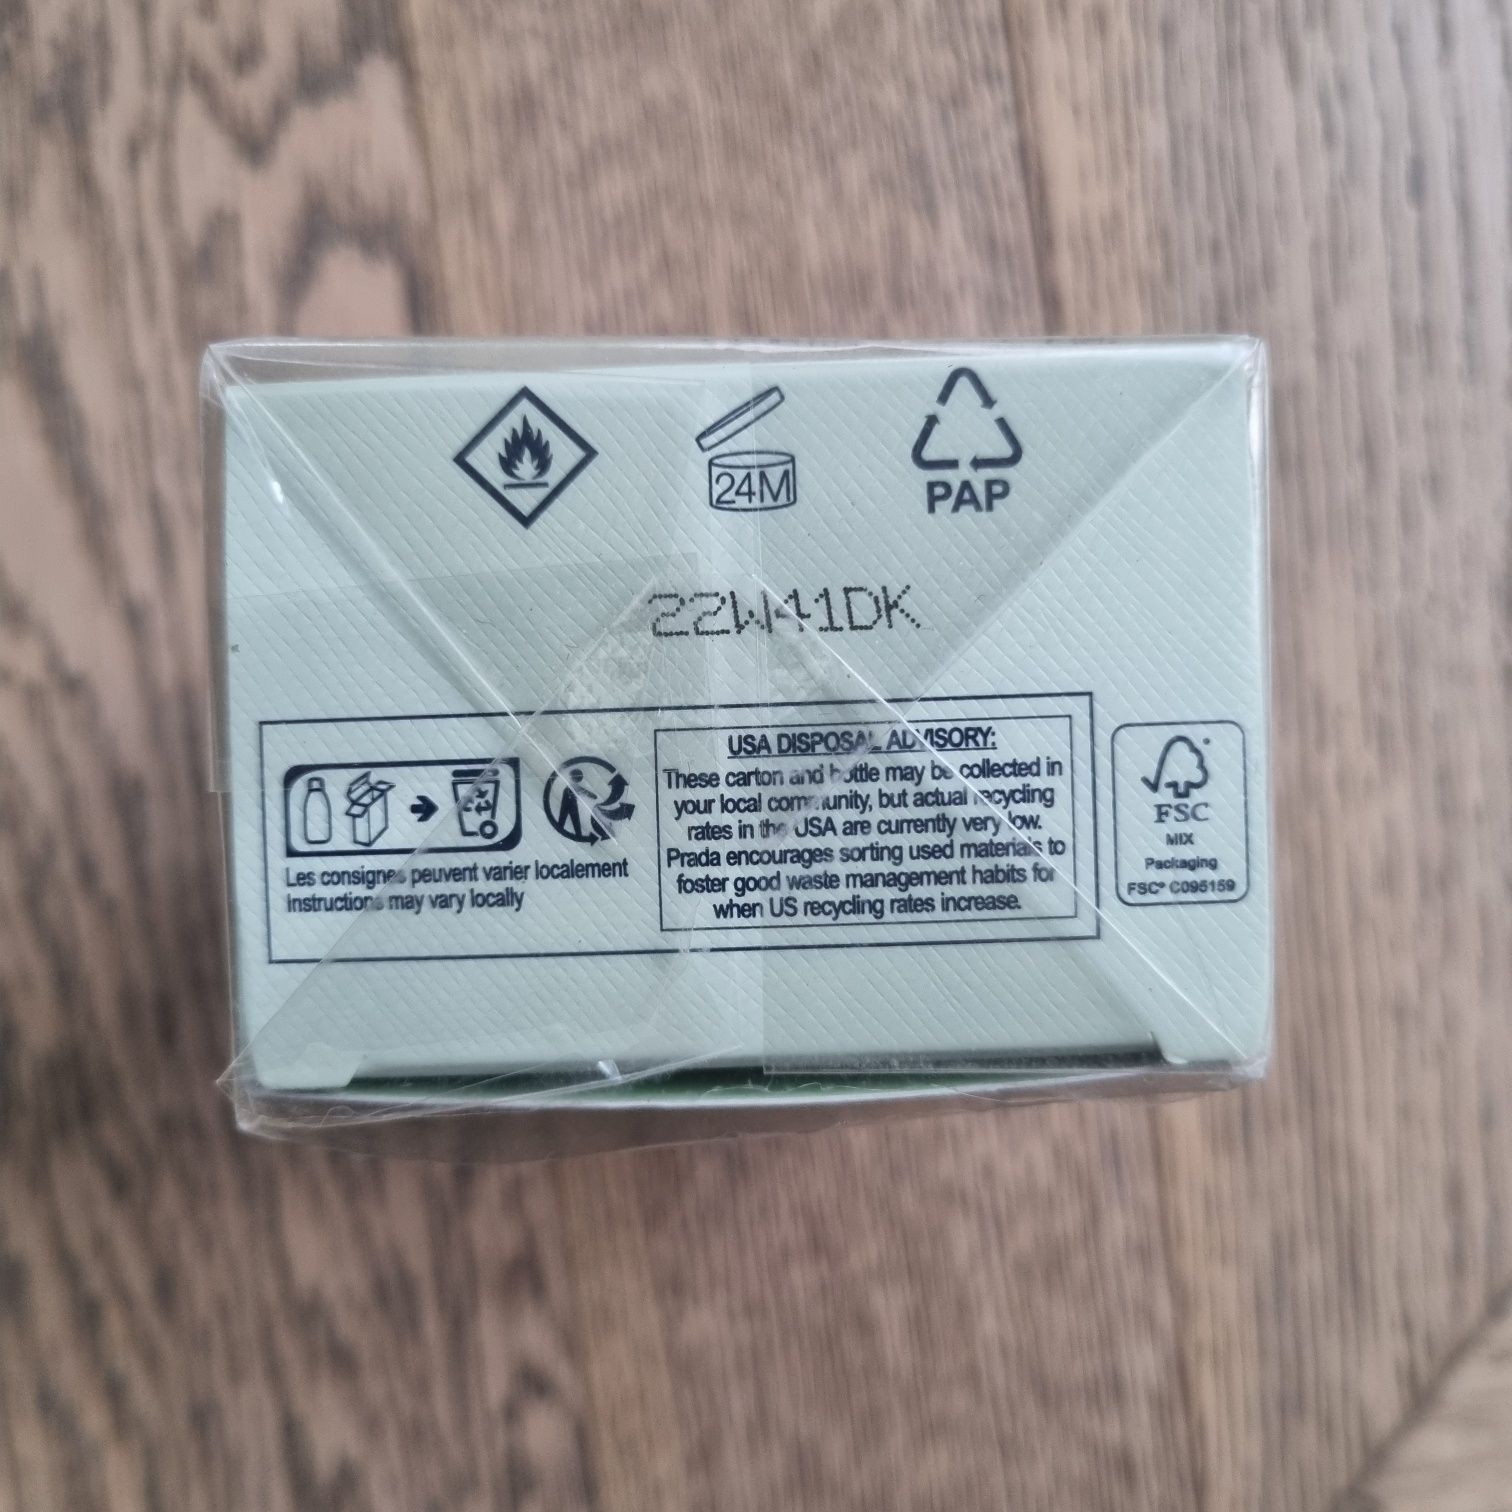 24M
PAP
22W41DK
Les consignes peuvent varier localement
Instructions may vary locally
USA DISPOSAL ADVISORY:
These carton and bottle may be collected in
your local community, but actual recycling
rates in the USA are currently very low.
Prada encourages sorting used materials to
foster good waste management habits for
when US recycling rates increase.
FSC
MIX
Packaging
FSC® C095159